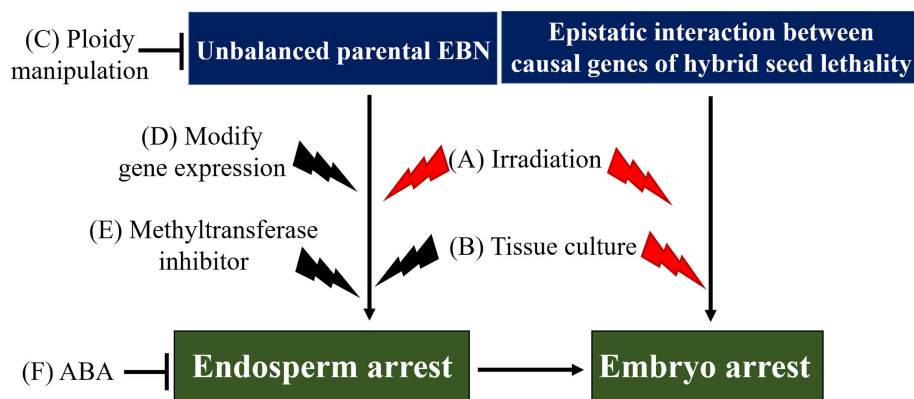 (C) Ploidy
manipulation
Unbalanced parental EBN
Epistatic interaction between
causal genes of hybrid seed lethality
(D) Modify
gene expression
(A) Irradiation
(E) Methyltransferase
inhibitor
(B) Tissue culture
(F) ABA
Endosperm arrest
Embryo arrest